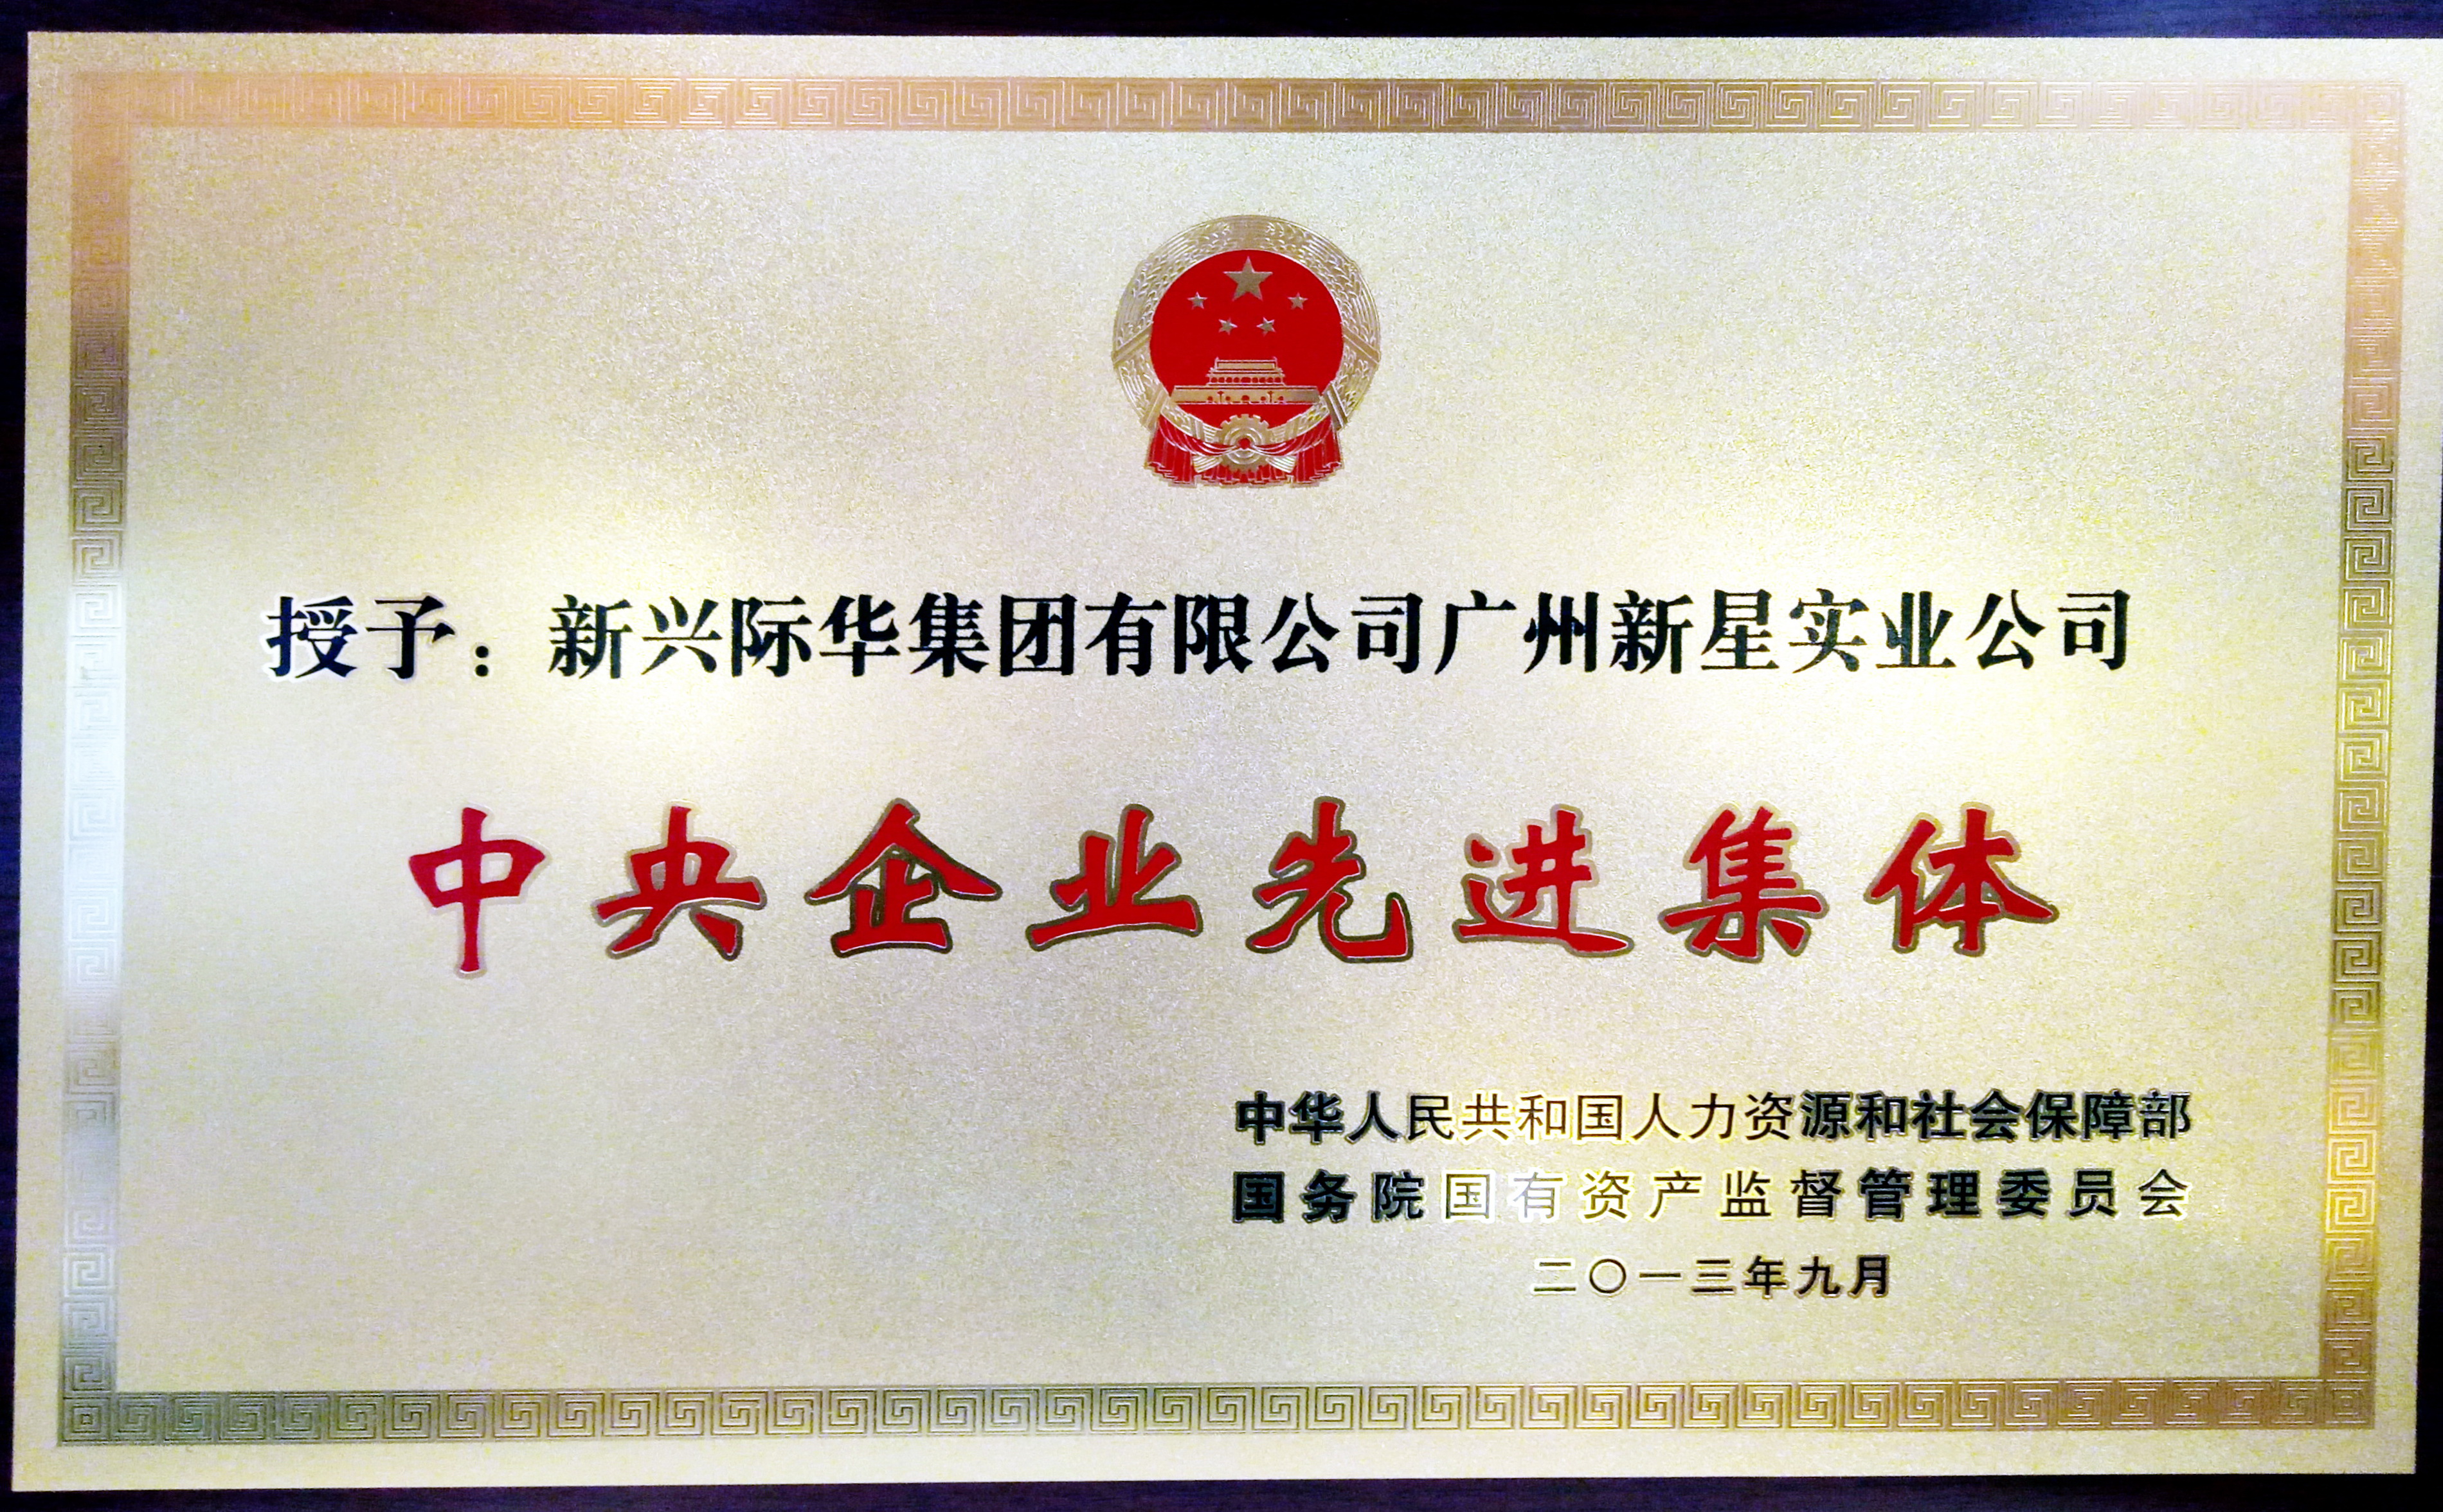 授予：新兴际华集团有限公司广州新星实业公司
中央企业先进集体
中华人民共和国人力资源和社会保障部
国务院国有资产监督管理委员会
二〇一三年九月